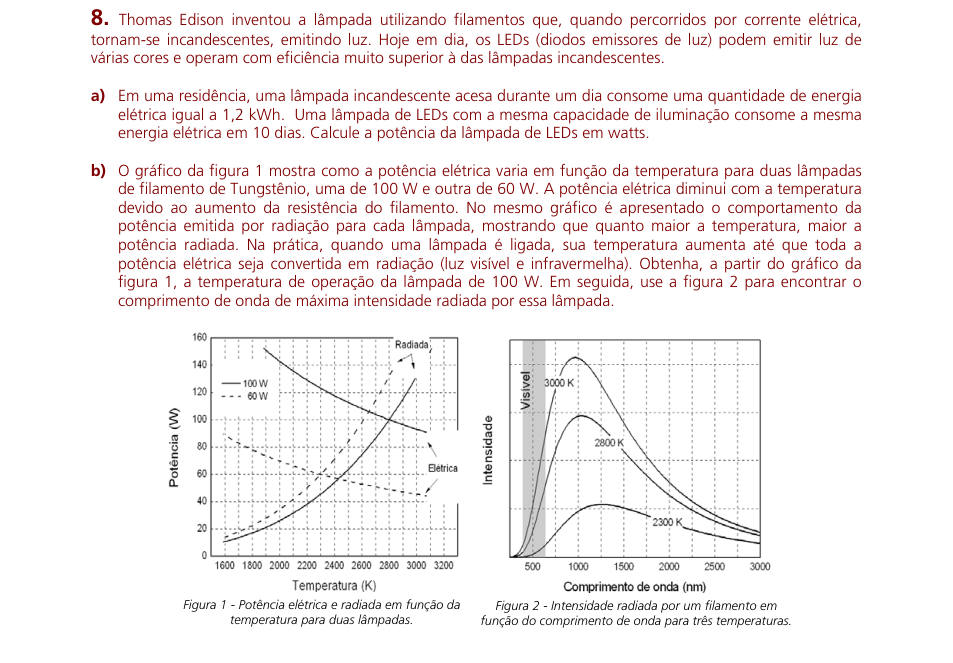 8. Thomas Edison inventou a lâmpada utilizando filamentos que, quando percorridos por corrente elétrica,
tornam-se incandescentes, emitindo luz. Hoje em dia, os LEDs (diodos emissores de luz) podem emitir luz de
várias cores e operam com eficiência muito superior à das lâmpadas incandescentes.
a) Em uma residência, uma lâmpada incandescente acesa durante um dia consome uma quantidade de energia
elétrica igual a 1,2 kWh. Uma lâmpada de LEDs com a mesma capacidade de iluminação consome a mesma
energia elétrica em 10 dias. Calcule a potência da lâmpada de LEDs em watts.
b) O gráfico da figura 1 mostra como a potência elétrica varia em função da temperatura para duas lâmpadas
de filamento de Tungstênio, uma de 100 W e outra de 60 W. A potência elétrica diminui com a temperatura
devido ao aumento da resistência do filamento. No mesmo gráfico é apresentado o comportamento da
potência emitida por radiação para cada lâmpada, mostrando que quanto maior a temperatura, maior a
potência radiada. Na prática, quando uma lâmpada é ligada, sua temperatura aumenta até que toda a
potência elétrica seja convertida em radiação (luz visível e infravermelha). Obtenha, a partir do gráfico da
figura 1, a temperatura de operação da lâmpada de 100 W. Em seguida, use a figura 2 para encontrar o
comprimento de onda de máxima intensidade radiada por essa lâmpada.
160
140
120
100
80
60
40
20
0
Potência (W)
Radiada
100 W
60 W
Elétrica
1600 1800 2000 2200 2400 2600 2800 3000 3200
Temperatura (K)
Figura 1 - Potência elétrica e radiada em função da
temperatura para duas lâmpadas.
Intensidade
Visível
3000 K
2800 K
2300 K
500 1000 1500 2000 2500 3000
Comprimento de onda (nm)
Figura 2 - Intensidade radiada por um filamento em
função do comprimento de onda para três temperaturas.